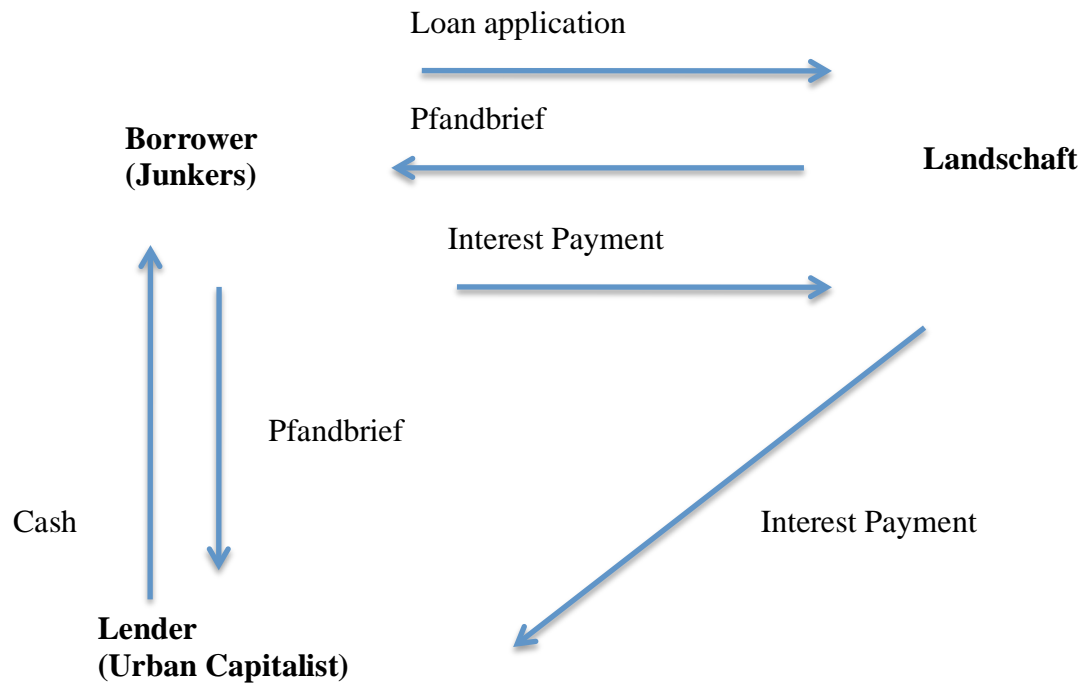 Loan application
Pfandbrief
Borrower
(Junkers)
Landschaft
Interest Payment
Pfandbrief
Cash
Interest Payment
Lender
(Urban Capitalist)